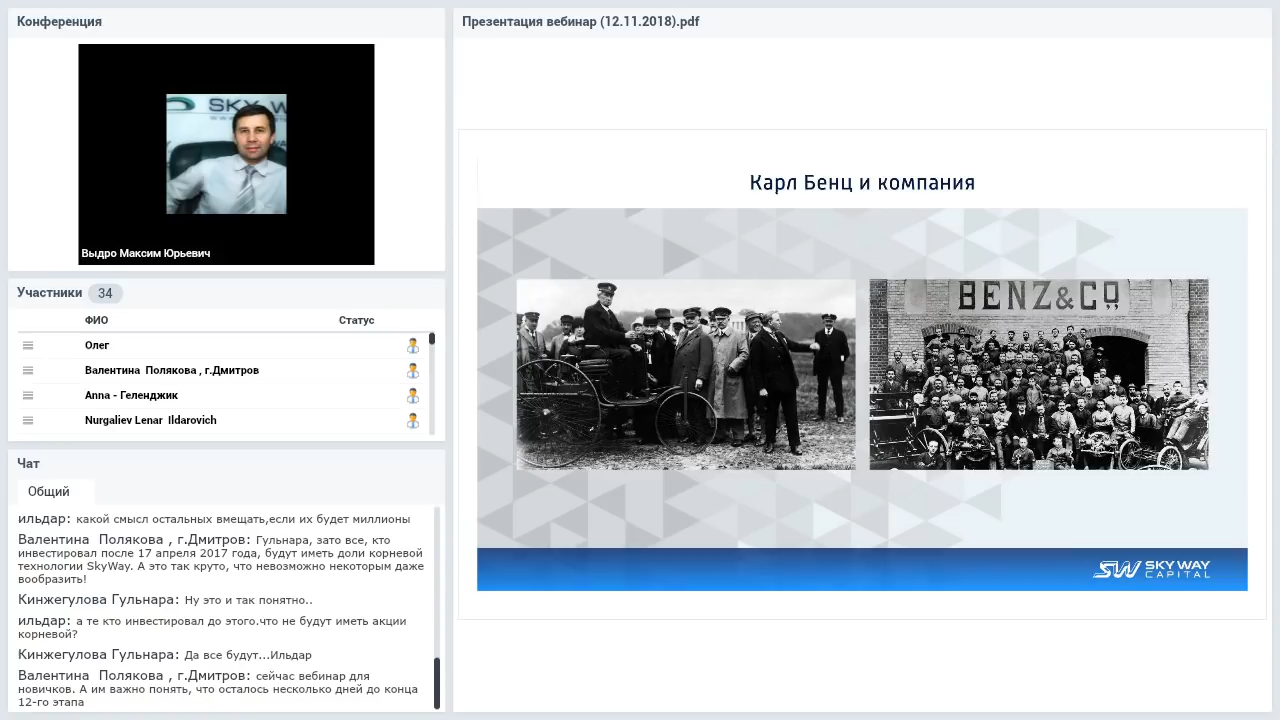 Конференция
SKY W
Выдро Максим Юрьевич
Участники 34
ФИО Статус
Олег
Валентина Полякова , г.Дмитров
Anna - Геленджик
Nurgaliev Lenar Ildarovich
Чат
Общий
ильдар: какой смысл остальных вмещать,если их будет миллионы
Валентина Полякова , г.Дмитров: Гульнара, зато все, кто
инвестировал после 17 апреля 2017 года, будут иметь доли корневой
технологии SkyWay. А это так круто, что невозможно некоторым даже
вообразить!
Кинжегулова Гульнара: Ну это и так понятно..
ильдар: а те кто инвестировал до этого.что не будут иметь акции
корневой?
Кинжегулова Гульнара: Да все будут...Ильдар
Валентина Полякова , г.Дмитров: сейчас вебинар для
новичков. А им важно понять, что осталось несколько дней до конца
12-го этапа
Презентация вебинар (12.11.2018).pdf
Карл Бенц и компания
BENZ & CO
SW SKY WAY
CAPITAL